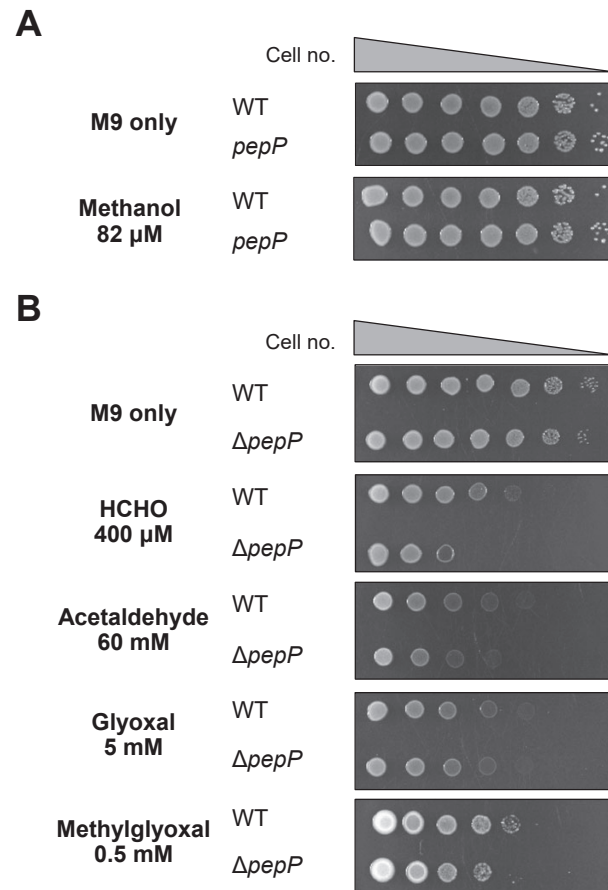 A
Cell no.
M9 only
WT
pepP
Methanol
82 µM
WT
pepP
B
Cell no.
M9 only
WT
ΔpepP
HCHO
400 µM
WT
ΔpepP
Acetaldehyde
60 mM
WT
ΔpepP
Glyoxal
5 mM
WT
ΔpepP
Methylglyoxal
0.5 mM
WT
ΔpepP